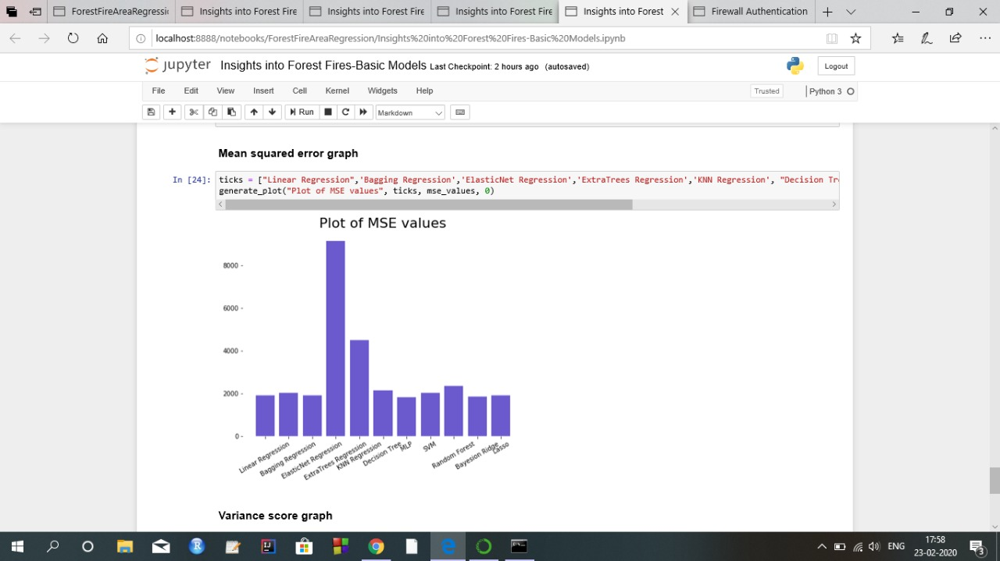 ForestFireAreaRegressio
Insights into Forest Fire
Insights into Forest Fire
Insights into Forest Fires
Insights into Forest
Firewall Authentication
localhost:8888/notebooks/ForestFireAreaRegression/Insights%20into%20Forest%20Fires-Basic%20Models.ipynb
jupyter Insights into Forest Fires-Basic Models Last Checkpoint: 2 hours ago (autosaved)
Logout
File Edit View Insert Cell Kernel Widgets Help
Trusted
Python 3
Run
Markdown
Mean squared error graph
In [24]: ticks = ["Linear Regression",'Bagging Regression','ElasticNet Regression','ExtraTrees Regression','KNN Regression', "Decision Tre
generate_plot("Plot of MSE values", ticks, mse_values, 0)
Plot of MSE values
8000
6000
4000
2000
0
Linear Regression
Bagging Regression
ElasticNet Regression
ExtraTrees Regression
KNN Regression
Decision Tree
MLP
SVM
Random Forest
Bayesion Ridge
Lasso
Variance score graph
ENG
17:58
23-02-2020
3